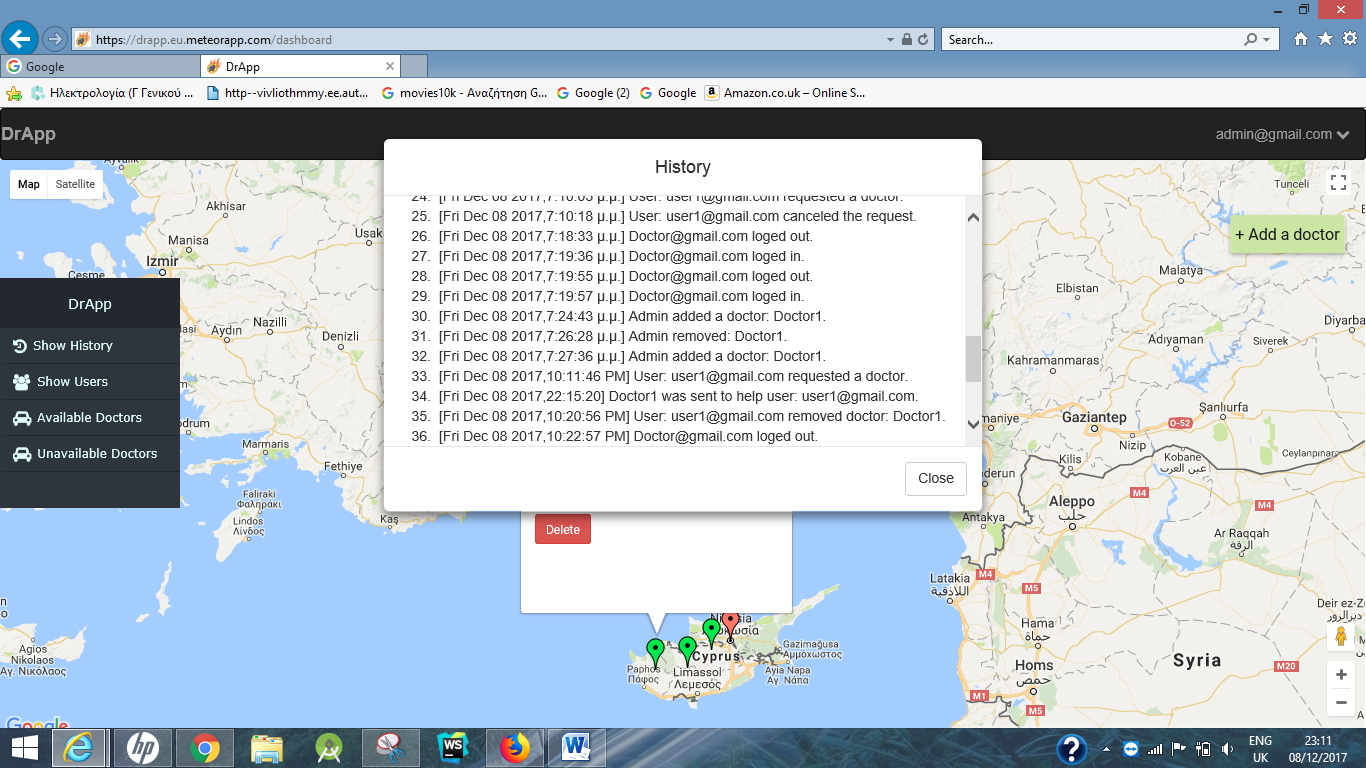 https://drapp.eu.meteorapp.com/dashboard
Search...
Google
DrApp
Ηλεκτρολογία (Γ Γενικού ...
http--vivliothmmy.ee.aut...
movies10k - Αναζήτηση G...
Google (2)
Google
Amazon.co.uk – Online S...
DrApp
admin@gmail.com
History
24. [Fri Dec 08 2017,7:10:05 μ.μ.] User: user1@gmail.com requested a doctor.
25. [Fri Dec 08 2017,7:10:18 μ.μ.] User: user1@gmail.com canceled the request.
26. [Fri Dec 08 2017,7:18:33 μ.μ.] Doctor@gmail.com loged out.
27. [Fri Dec 08 2017,7:19:36 μ.μ.] Doctor@gmail.com loged in.
28. [Fri Dec 08 2017,7:19:55 μ.μ.] Doctor@gmail.com loged out.
29. [Fri Dec 08 2017,7:19:57 μ.μ.] Doctor@gmail.com loged in.
30. [Fri Dec 08 2017,7:24:43 μ.μ.] Admin added a doctor: Doctor1.
31. [Fri Dec 08 2017,7:26:28 μ.μ.] Admin removed: Doctor1.
32. [Fri Dec 08 2017,7:27:36 μ.μ.] Admin added a doctor: Doctor1.
33. [Fri Dec 08 2017,10:11:46 PM] User: user1@gmail.com requested a doctor.
34. [Fri Dec 08 2017,22:15:20] Doctor1 was sent to help user: user1@gmail.com.
35. [Fri Dec 08 2017,10:20:56 PM] User: user1@gmail.com removed doctor: Doctor1.
36. [Fri Dec 08 2017,10:22:57 PM] Doctor@gmail.com loged out.
Close
Delete
Map
Satellite
+ Add a doctor
DrApp
Show History
Show Users
Available Doctors
Unavailable Doctors
Ayvalık
Akhisar
Manisa
Izmir
Usak
Cesme
Aydın
Nazilli
Denizli
Marmaris
Fethiye
Faliraki
Φαληράκι
Lindos
Λίνδος
Kaş
Agios
Nikolaos
Αγ. Νικόλαος
Tunceli
Malatya
Elbistan
Diyarba
Adıyaman
Siverek
Kahramanmaraş
Gaziantep
Şanlıurfa
O-52
Nizip
Kilis
Kobane
عين العرب
Ceylanpınar
Aleppo
حلب
M4
M4
Antakya
Ar Raqqah
الرقة
Latakia
اللاذقية
M4
M5
Hama
حماة
Deir ez-Z
ديرالزور
Homs
حمص
Syria
M20
M1
M5
Λευκωσία
Cyprus
Gazimağusa
Αμμόχωστος
Paphos
Πάφος
Limassol
Λεμεσός
Ayia Napa
Αγ. Νάπα
Google
ENG
UK
23:11
08/12/2017